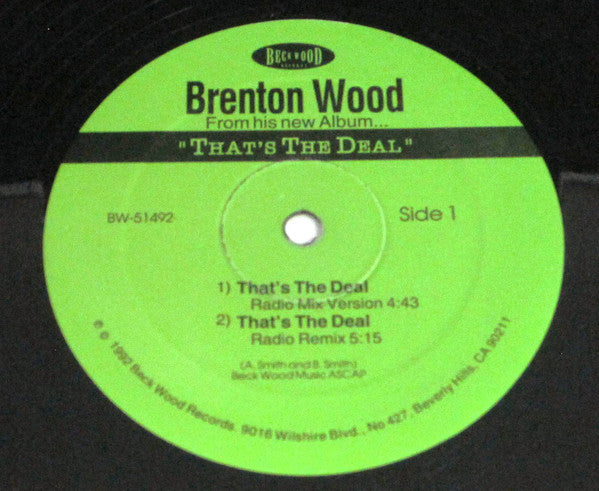 BECKWOOD
RECORDS
Brenton Wood
From his new Album...
"THAT'S THE DEAL"
BW-51492
Side 1
1) That's The Deal
Radio Mix Version 4:43
2) That's The Deal
Radio Remix 5:15
(A. Smith and B. Smith)
Beck Wood Music ASCAP
℗ © 1992 Beck Wood Records. 9016 Wilshire Blvd., No 427, Beverly Hills, CA 90211